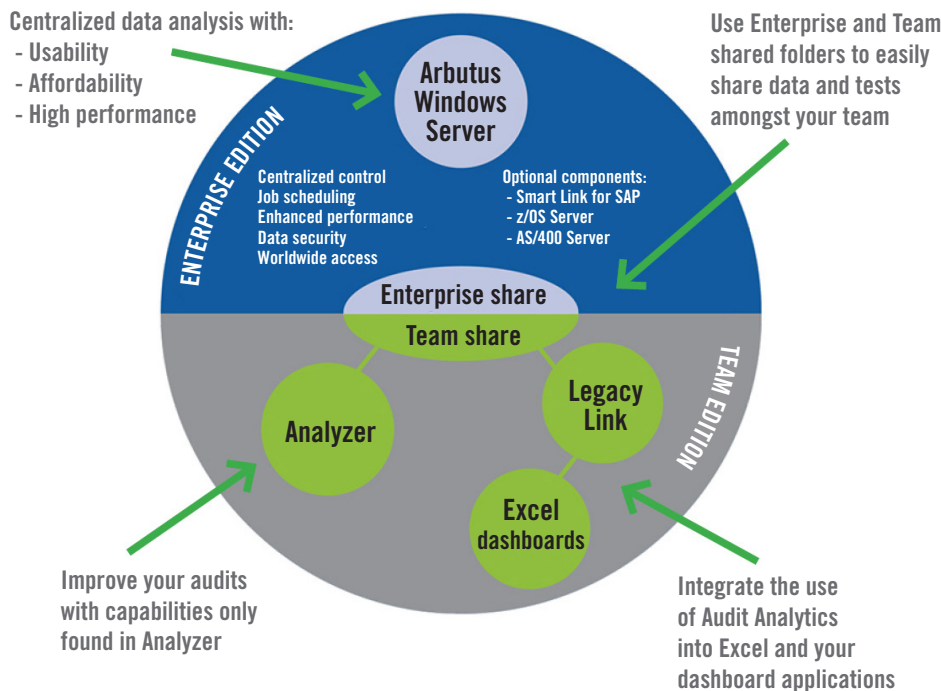 Centralized data analysis with:
- Usability
- Affordability
- High performance
Use Enterprise and Team
shared folders to easily
share data and tests
amongst your team
Arbutus
Windows
Server
ENTERPRISE EDITION
Centralized control
Job scheduling
Enhanced performance
Data security
Worldwide access
Optional components:
- Smart Link for SAP
- z/OS Server
- AS/400 Server
Enterprise share
Team share
TEAM EDITION
Analyzer
Legacy
Link
Excel
dashboards
Improve your audits
with capabilities only
found in Analyzer
Integrate the use
of Audit Analytics
into Excel and your
dashboard applications